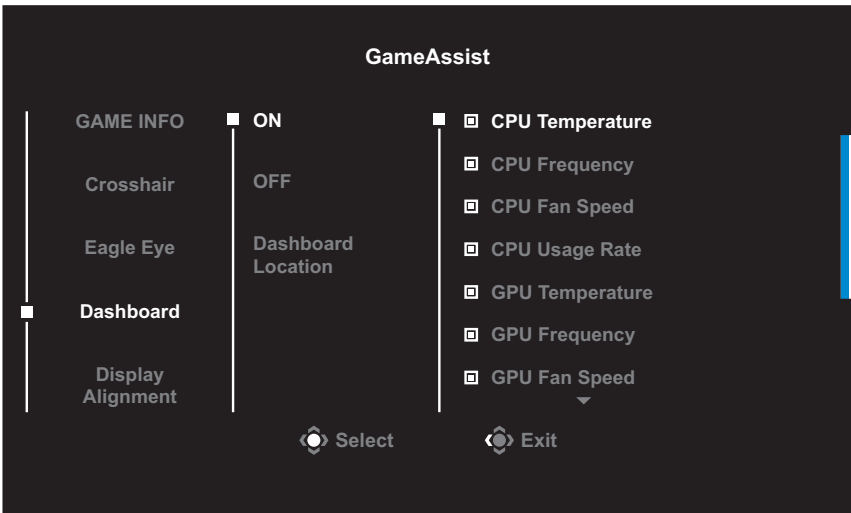 GameAssist
GAME INFO
Crosshair
Eagle Eye
Dashboard
Display
Alignment
ON
OFF
Dashboard
Location
CPU Temperature
CPU Frequency
CPU Fan Speed
CPU Usage Rate
GPU Temperature
GPU Frequency
GPU Fan Speed
Select
Exit